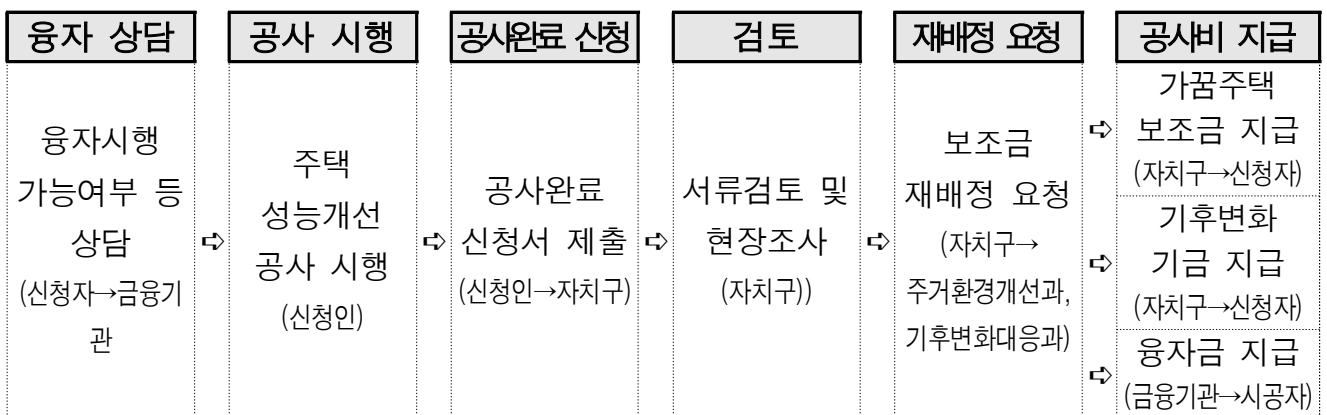 융자 상담
공사 시행
공사완료 신청
검토
재배정 요청
공사비 지급
융자시행
가능여부 등
상담
(신청자→금융기
관
➪
주택
성능개선
공사 시행
(신청인)
➪
공사완료
신청서 제출
(신청인→자치구)
➪
서류검토 및
현장조사
(자치구))
➪
보조금
재배정 요청
(자치구→
주거환경개선과,
기후변화대응과)
➪
가꿈주택
보조금 지급
(자치구→신청자)
➪
기후변화
기금 지급
(자치구→신청자)
➪
융자금 지급
(금융기관→시공자)